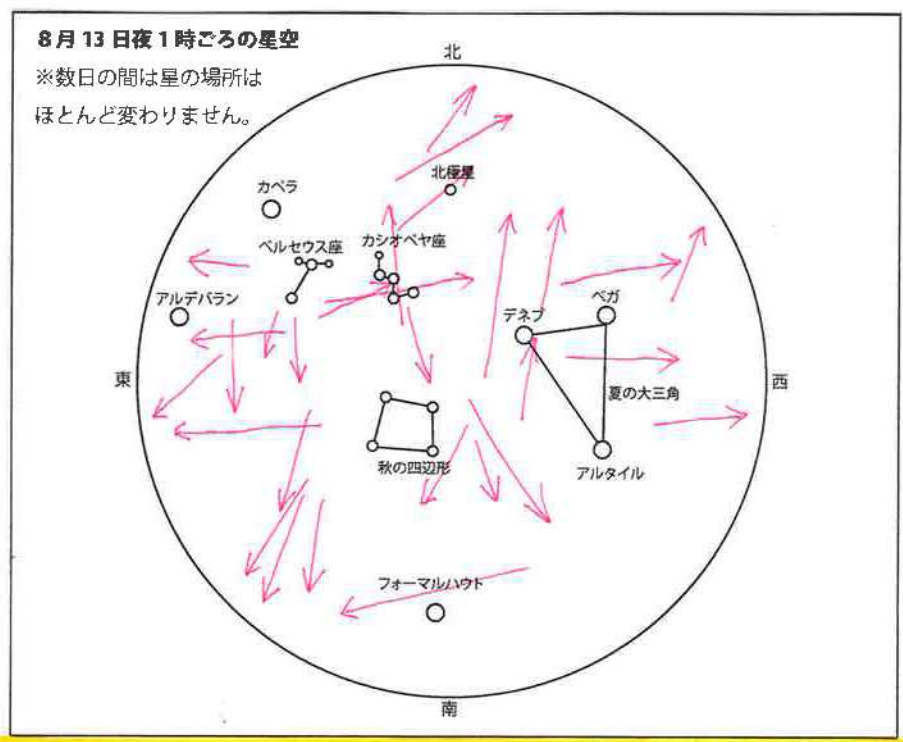 8月13日夜1時ごろの星空
※数日の間は星の場所は
ほとんど変わりません。
北
北極星
カペラ
ペルセウス座
カシオペヤ座
アルデバラン
ベガ
デネブ
東
西
夏の大三角
秋の四辺形
アルタイル
フォーマルハウト
南